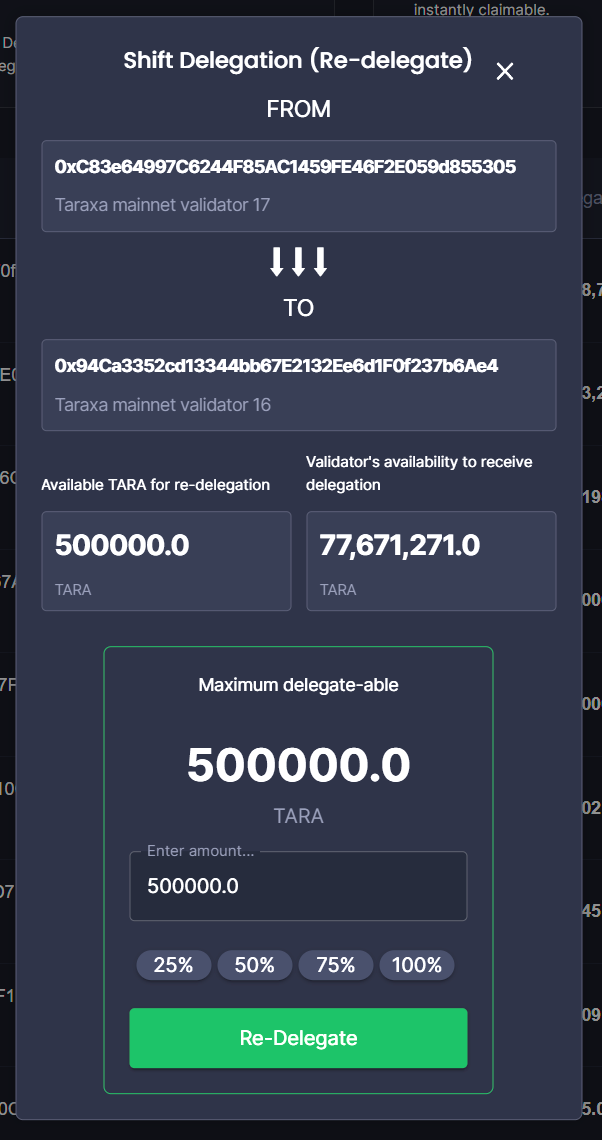 instantly claimable.
Shift Delegation (Re-delegate)
FROM
0xC83e64997C6244F85AC1459FE46F2E059d855305
Taraxa mainnet validator 17
TO
0x94Ca3352cd13344bb67E2132Ee6d1F0f237b6Ae4
Taraxa mainnet validator 16
Available TARA for re-delegation
Validator's availability to receive
delegation
500000.0
TARA
77,671,271.0
TARA
Maximum delegate-able
500000.0
TARA
Enter amount...
500000.0
25% 50% 75% 100%
Re-Delegate